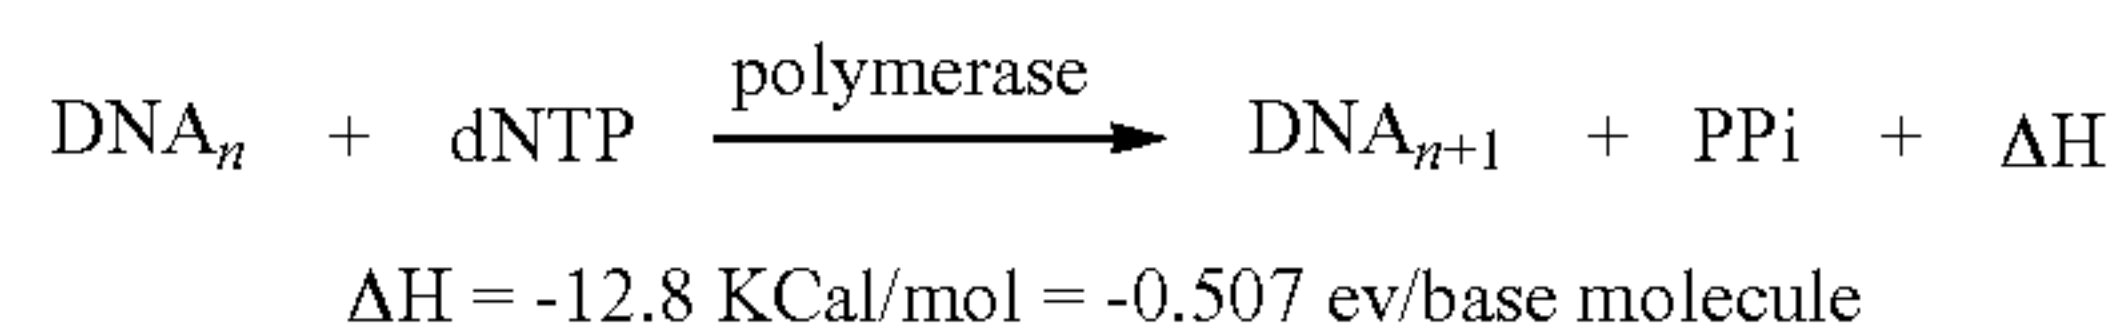 polymerase
DNAₙ + dNTP ⟶ DNAₙ₊₁ + PPi + ΔH
ΔH = -12.8 KCal/mol = -0.507 ev/base molecule